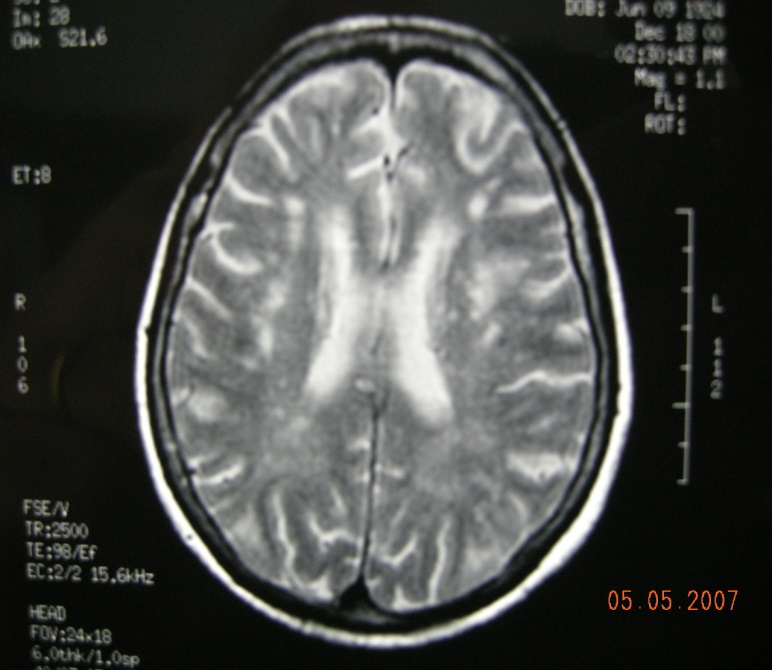 Im: 28
OAx S21.6
DOB: Jun 09 1924
Dec 18 00
02:30:43 PM
Mag = 1.1
FL:
ROT:
ET:8
R
106
L
112
FSE/V
TR:2500
TE:98/Ef
EC:2/2 15.6kHz
HEAD
FOV:24x18
6.0thk/1.0sp
05.05.2007